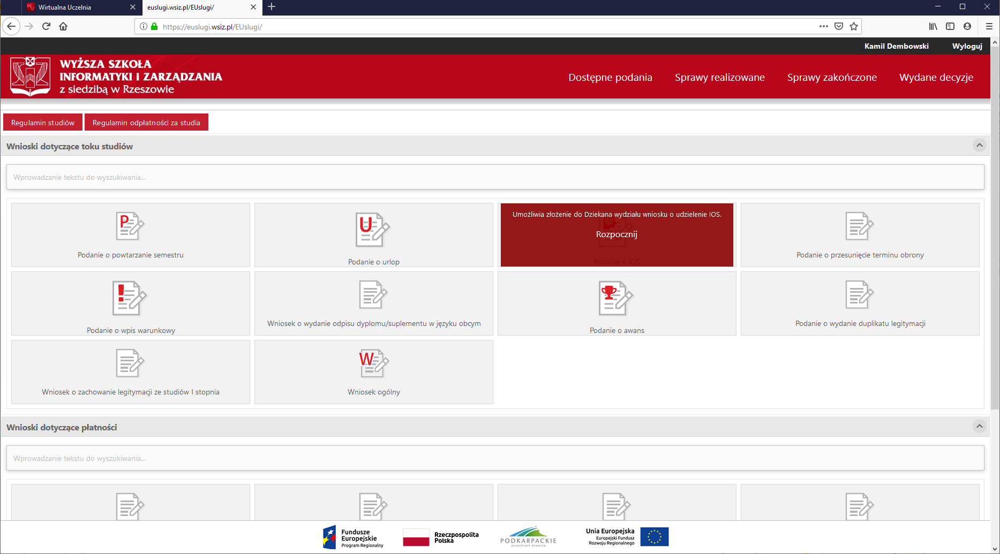 Wirtualna Uczelnia
euslugi.wsiz.pl/EUslugi/
https://euslugi.wsiz.pl/EUslugi/
Kamil Dembowski
Wyloguj
WYŻSZA SZKOŁA
INFORMATYKI I ZARZĄDZANIA
z siedzibą w Rzeszowie
Dostępne podania
Sprawy realizowane
Sprawy zakończone
Wydane decyzje
Regulamin studiów
Regulamin odpłatności za studia
Wnioski dotyczące toku studiów
Wprowadzanie tekstu do wyszukiwania...
P
Podanie o powtarzanie semestru
U
Podanie o urlop
Umożliwia złożenie do Dziekana wydziału wniosku o udzielenie IOS.
Rozpocznij
Podanie o IOS
Podanie o przesunięcie terminu obrony
!
Podanie o wpis warunkowy
Wniosek o wydanie odpisu dyplomu/suplementu w języku obcym
Podanie o awans
Podanie o wydanie duplikatu legitymacji
Wniosek o zachowanie legitymacji ze studiów I stopnia
W
Wniosek ogólny
Wnioski dotyczące płatności
Wprowadzanie tekstu do wyszukiwania...
Fundusze
Europejskie
Program Regionalny
Rzeczpospolita
Polska
PODKARPACKIE
przestrzeń otwarta
Unia Europejska
Europejski Fundusz
Rozwoju Regionalnego